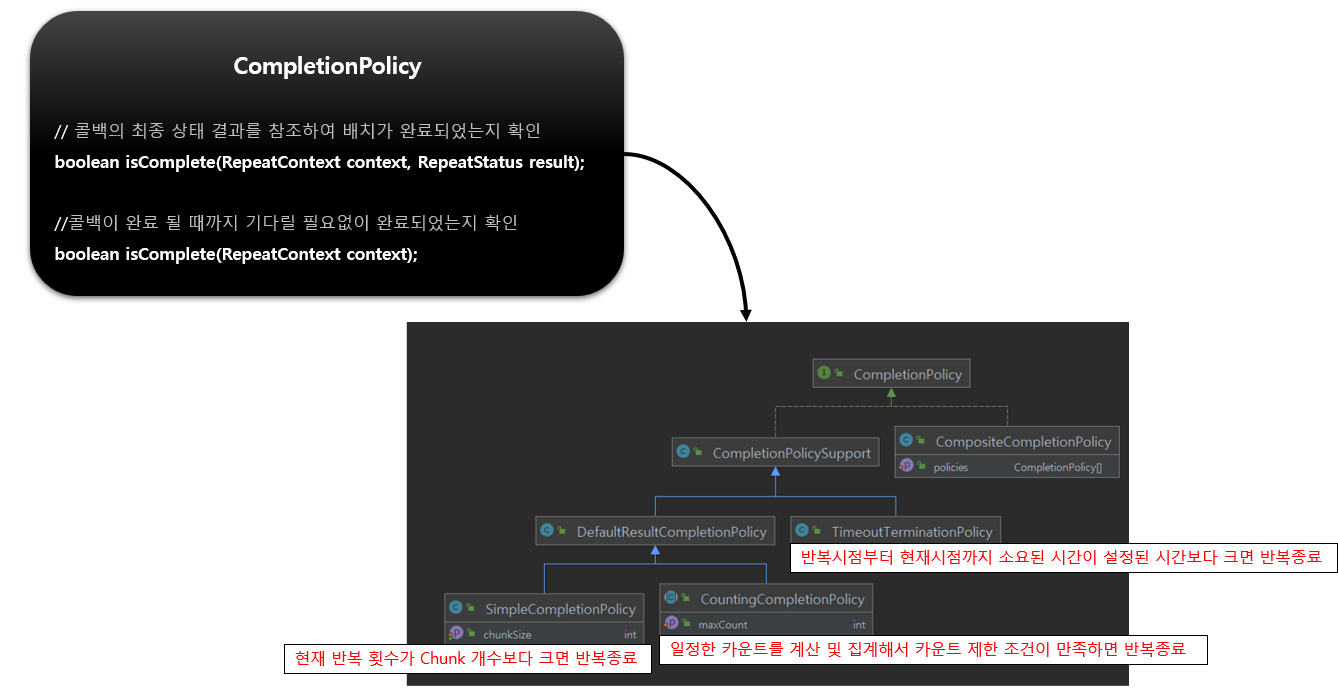 CompletionPolicy
// 콜백의 최종 상태 결과를 참조하여 배치가 완료되었는지 확인
boolean isComplete(RepeatContext context, RepeatStatus result);
//콜백이 완료 될 때까지 기다릴 필요없이 완료되었는지 확인
boolean isComplete(RepeatContext context);
CompletionPolicy
CompletionPolicySupport
CompositeCompletionPolicy
policies CompletionPolicy[]
DefaultResultCompletionPolicy
TimeoutTerminationPolicy
반복시점부터 현재시점까지 소요된 시간이 설정된 시간보다 크면 반복종료
SimpleCompletionPolicy
chunkSize int
현재 반복 횟수가 Chunk 개수보다 크면 반복종료
CountingCompletionPolicy
maxCount int
일정한 카운트를 계산 및 집계해서 카운트 제한 조건이 만족하면 반복종료